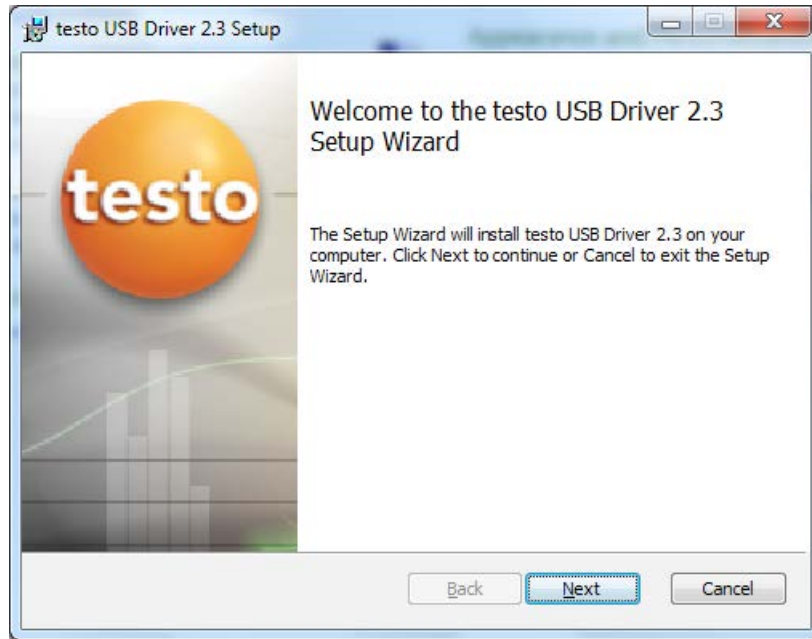 testo USB Driver 2.3 Setup
Welcome to the testo USB Driver 2.3
Setup Wizard
testo
The Setup Wizard will install testo USB Driver 2.3 on your
computer. Click Next to continue or Cancel to exit the Setup
Wizard.
Back
Next
Cancel